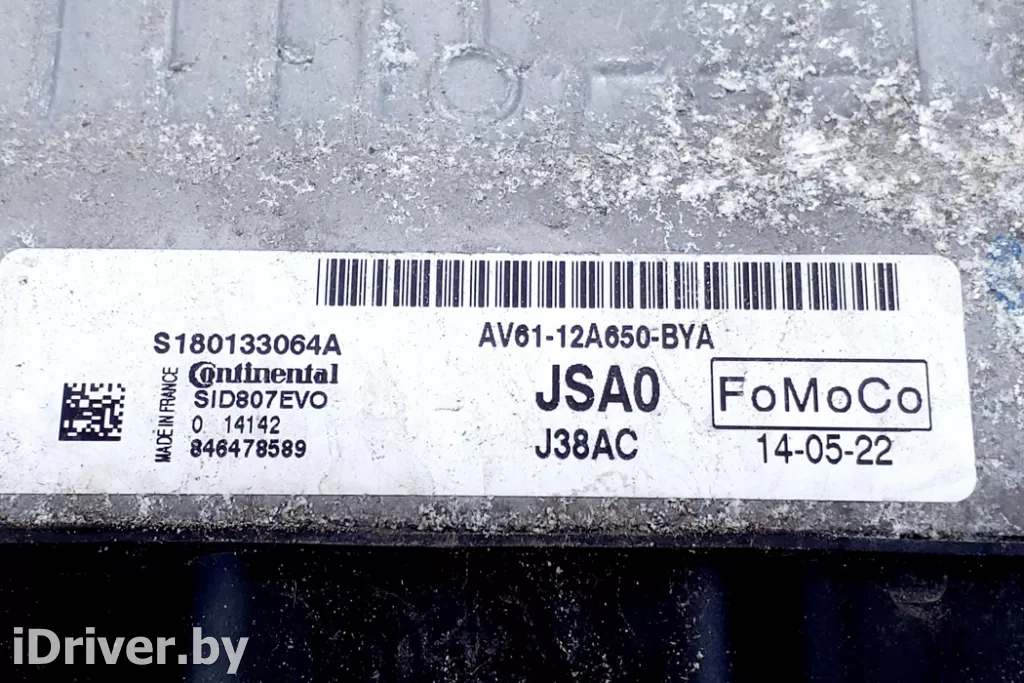 S180133064A
Continental
SID807EVO
0 14142
846478589
MADE IN FRANCE
AV61-12A650-BYA
JSA0
J38AC
FoMoCo
14-05-22
iDriver.by